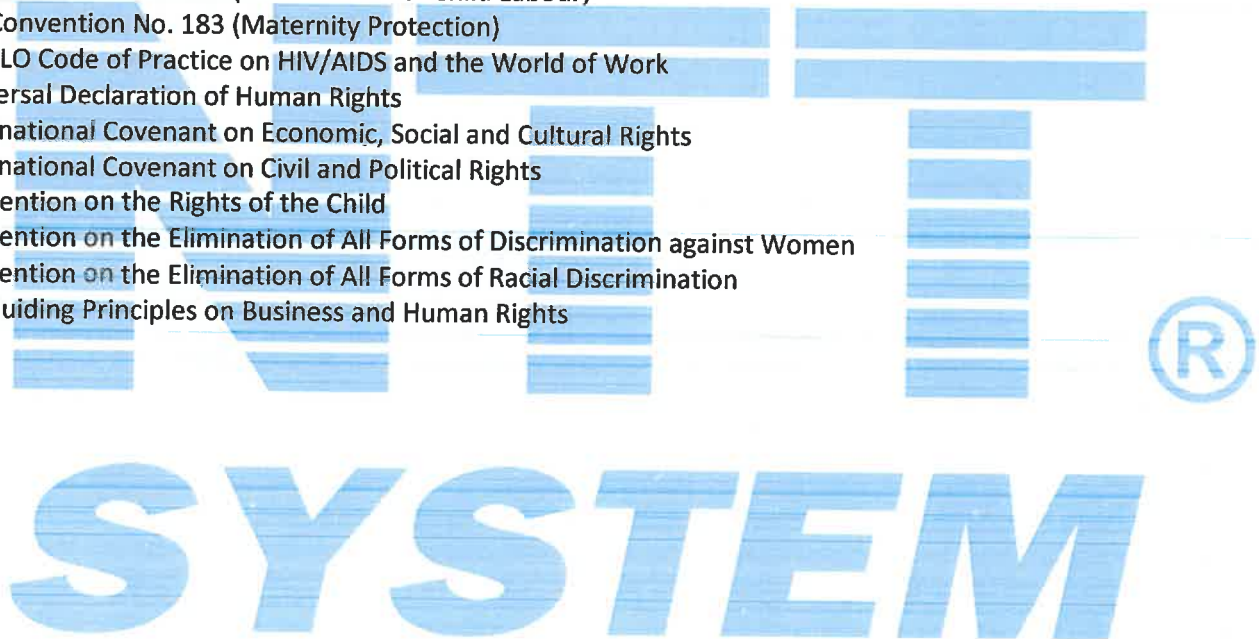 Child Labour)
Convention No. 183 (Maternity Protection)
LO Code of Practice on HIV/AIDS and the World of Work
ersal Declaration of Human Rights
national Covenant on Economic, Social and Cultural Rights
national Covenant on Civil and Political Rights
ention on the Rights of the Child
ention on the Elimination of All Forms of Discrimination against Women
ention on the Elimination of All Forms of Racial Discrimination
uiding Principles on Business and Human Rights
NTT®
SYSTEM